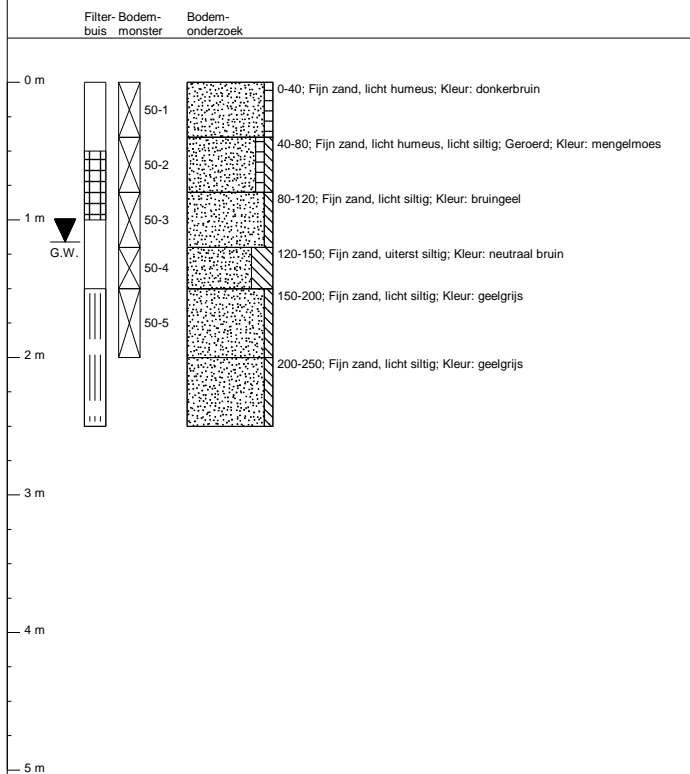 Filter- Bodem- Bodem-
buis monster onderzoek
0 m
0-40; Fijn zand, licht humeus; Kleur: donkerbruin
50-1
40-80; Fijn zand, licht humeus, licht siltig; Geroerd; Kleur: mengelmoes
50-2
80-120; Fijn zand, licht siltig; Kleur: bruingeel
1 m
50-3
G.W.
120-150; Fijn zand, uiterst siltig; Kleur: neutraal bruin
50-4
150-200; Fijn zand, licht siltig; Kleur: geelgrijs
50-5
2 m
200-250; Fijn zand, licht siltig; Kleur: geelgrijs
3 m
4 m
5 m